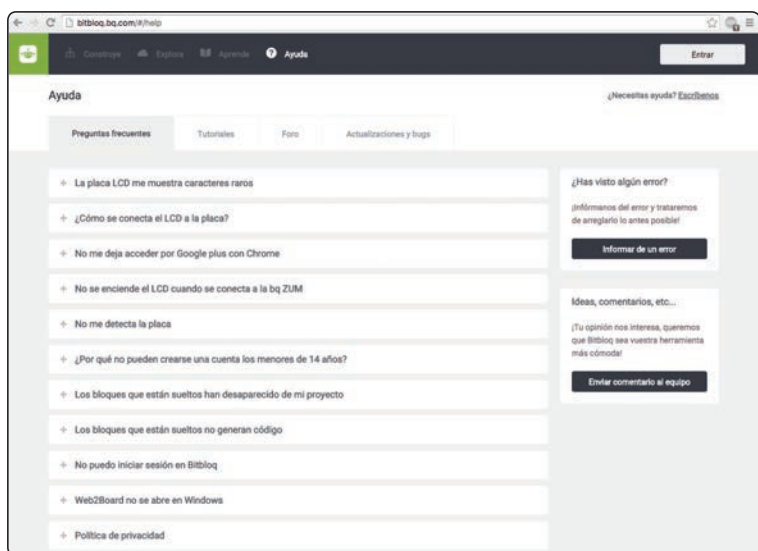 bitbloq.bq.com/#/help
Construye Explora Aprende Ayuda
Entrar
Ayuda
¿Necesitas ayuda? Escríbenos
Preguntas frecuentes Tutoriales Foro Actualizaciones y bugs
La placa LCD me muestra caracteres raros
¿Cómo se conecta el LCD a la placa?
No me deja acceder por Google plus con Chrome
No se enciende el LCD cuando se conecta a la bq ZUM
No me detecta la placa
¿Por qué no pueden crearse una cuenta los menores de 14 años?
Los bloques que están sueltos han desaparecido de mi proyecto
Los bloques que están sueltos no generan código
No puedo iniciar sesión en Bitbloq
Web2Board no se abre en Windows
Política de privacidad
¿Has visto algún error?
¡Infórmanos del error y trataremos
de arreglarlo lo antes posible!
Informar de un error
Ideas, comentarios, etc...
¡Tu opinión nos interesa, queremos
que Bitbloq sea vuestra herramienta
más cómoda!
Enviar comentario al equipo